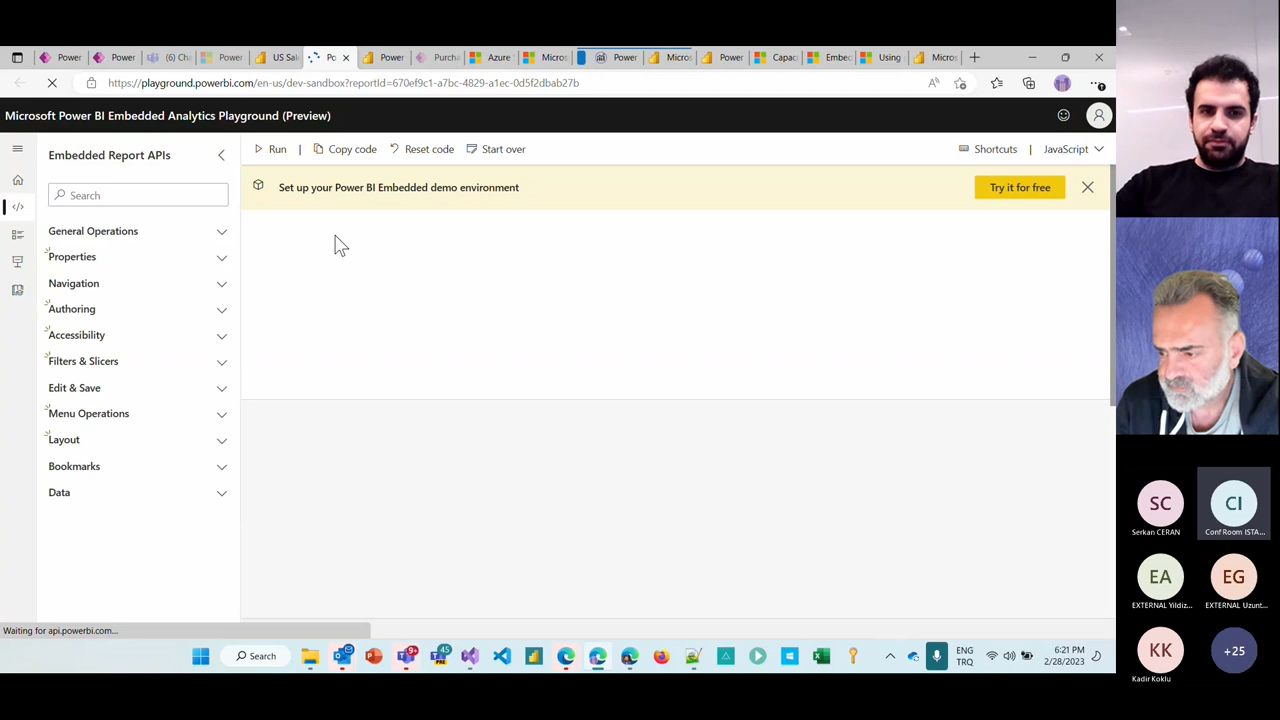 Power
Power
(6) Ch
Power
US Sal
Po
Power
Purcha
Azure
Micros
Power
Micros
Power
Capac
Embed
Using
Micros
https://playground.powerbi.com/en-us/dev-sandbox?reportId=670ef9c1-a7bc-4829-a1ec-0d5f2dbab27b
Microsoft Power BI Embedded Analytics Playground (Preview)
Embedded Report APIs
Run
Copy code
Reset code
Start over
Shortcuts
JavaScript
Search
Set up your Power BI Embedded demo environment
Try it for free
General Operations
Properties
Navigation
Authoring
Accessibility
Filters & Slicers
Edit & Save
Menu Operations
Layout
Bookmarks
Data
Waiting for api.powerbi.com...
Search
9+
45
PRE
ENG
TRQ
6:21 PM
2/28/2023
SC
Serkan CERAN
CI
Conf Room ISTA...
EA
EXTERNAL Yildiz...
EG
EXTERNAL Uzunt...
KK
Kadir Koklu
+25